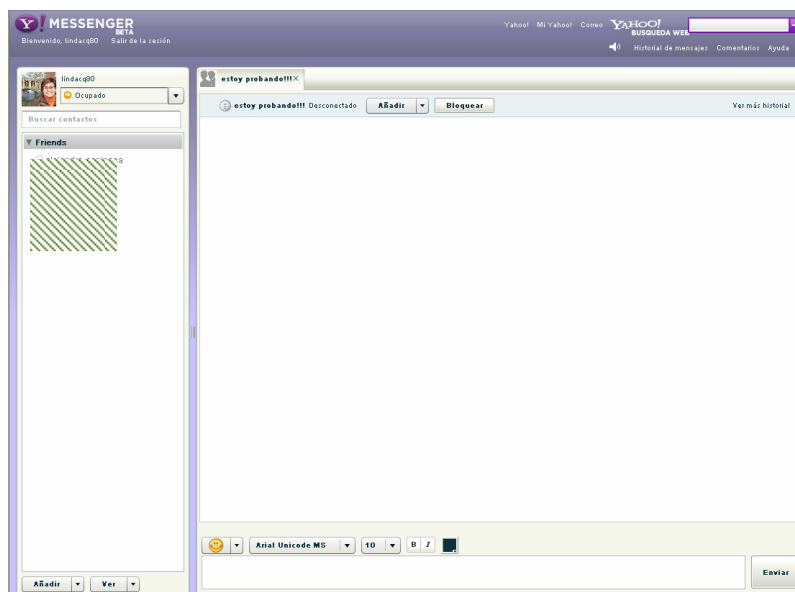 Y! MESSENGER
BETA
Bienvenido, lindacq80 Salir de la sesión
Yahoo! Mi Yahoo! Correo YAHOO!
BUSQUEDA WEB
Historial de mensajes Comentarios Ayuda
lindacq80
Ocupado
Buscar contactos
Friends
estoy probando!!!
estoy probando!!! Desconectado Añadir Bloquear Ver más historial
Arial Unicode MS 10 B I
Enviar
Añadir Ver